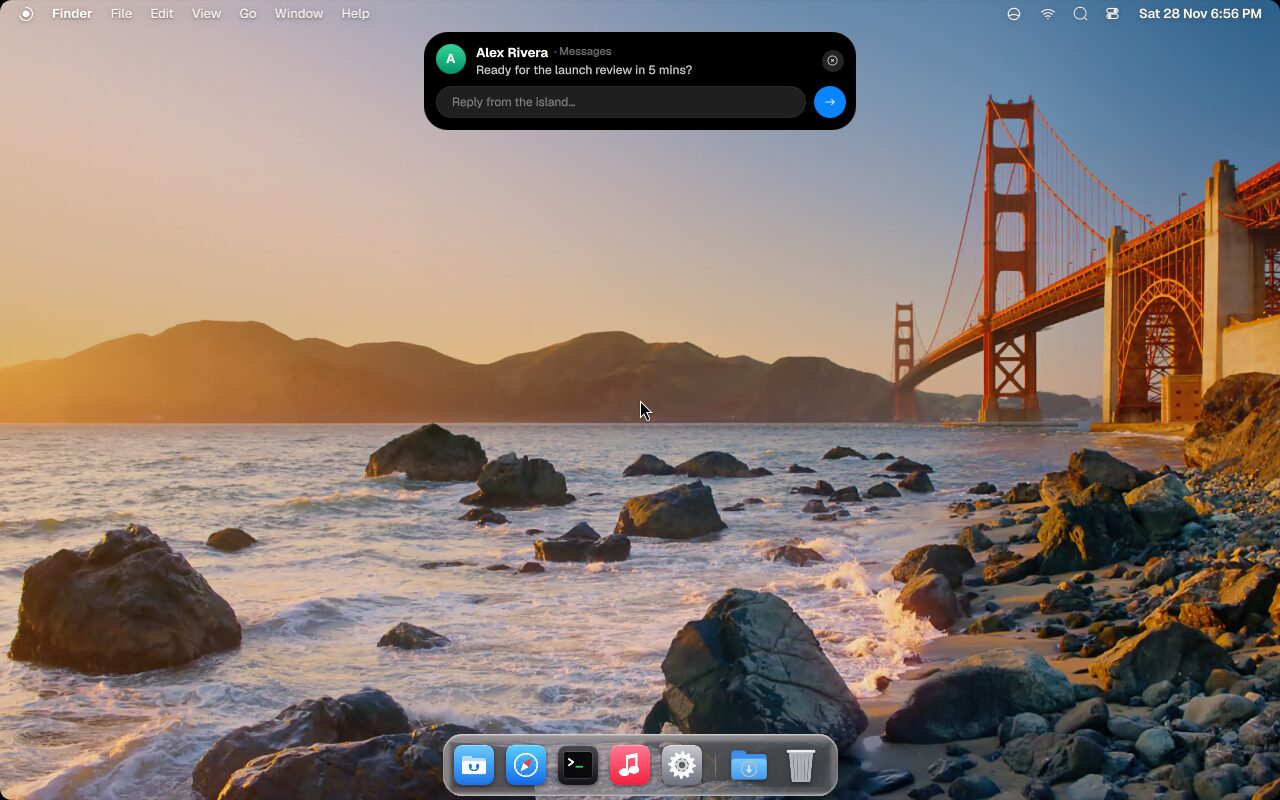 Finder File Edit View Go Window Help
Sat 28 Nov 6:56 PM
A
Alex Rivera · Messages
Ready for the launch review in 5 mins?
Reply from the island...